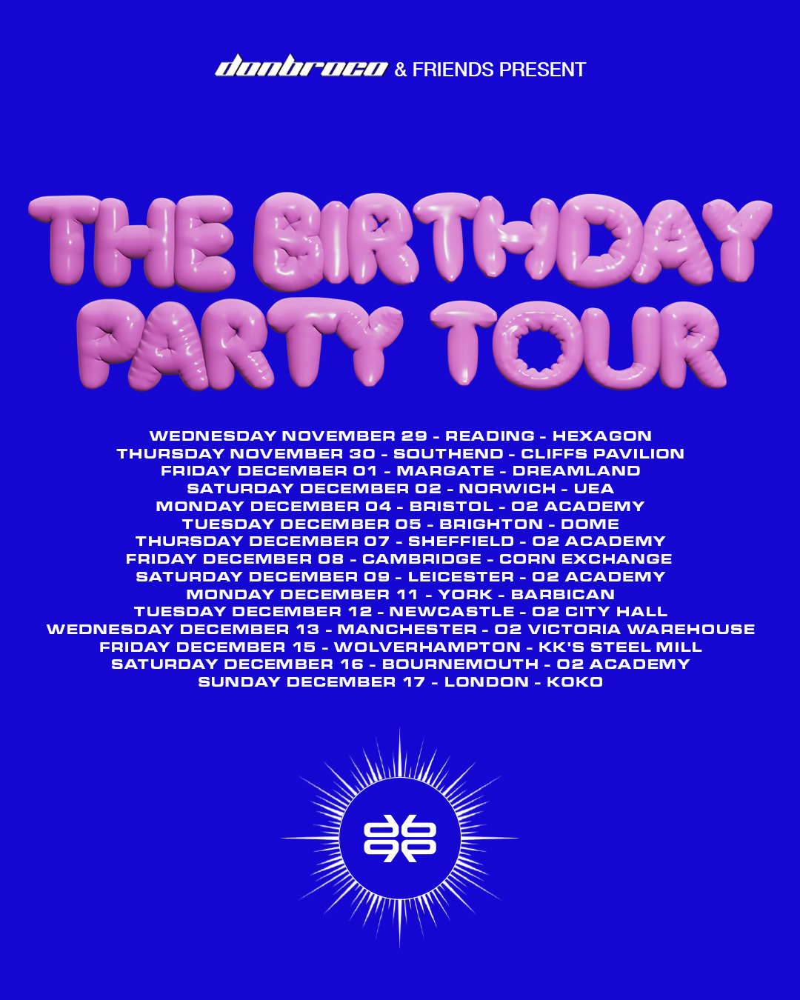 donbroco & FRIENDS PRESENT
THE BIRTHDAY
PARTY TOUR
WEDNESDAY NOVEMBER 29 - READING - HEXAGON
THURSDAY NOVEMBER 30 - SOUTHEND - CLIFFS PAVILION
FRIDAY DECEMBER 01 - MARGATE - DREAMLAND
SATURDAY DECEMBER 02 - NORWICH - UEA
MONDAY DECEMBER 04 - BRISTOL - O2 ACADEMY
TUESDAY DECEMBER 05 - BRIGHTON - DOME
THURSDAY DECEMBER 07 - SHEFFIELD - O2 ACADEMY
FRIDAY DECEMBER 08 - CAMBRIDGE - CORN EXCHANGE
SATURDAY DECEMBER 09 - LEICESTER - O2 ACADEMY
MONDAY DECEMBER 11 - YORK - BARBICAN
TUESDAY DECEMBER 12 - NEWCASTLE - O2 CITY HALL
WEDNESDAY DECEMBER 13 - MANCHESTER - O2 VICTORIA WAREHOUSE
FRIDAY DECEMBER 15 - WOLVERHAMPTON - KK'S STEEL MILL
SATURDAY DECEMBER 16 - BOURNEMOUTH - O2 ACADEMY
SUNDAY DECEMBER 17 - LONDON - KOKO